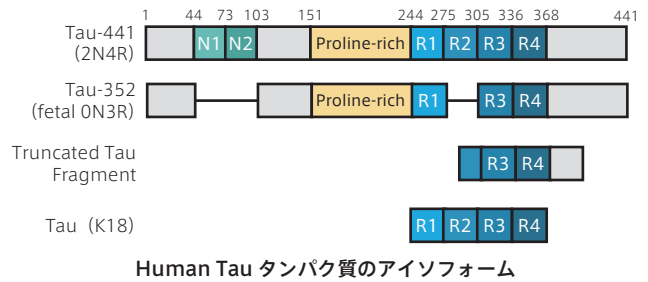 1 44 73 103 151 244 275 305 336 368 441
Tau-441
(2N4R)
N1 N2 Proline-rich R1 R2 R3 R4
Tau-352
(fetal 0N3R)
Proline-rich R1 R3 R4
Truncated Tau
Fragment
R3 R4
Tau（K18）
R1 R2 R3 R4
Human Tau タンパク質のアイソフォーム